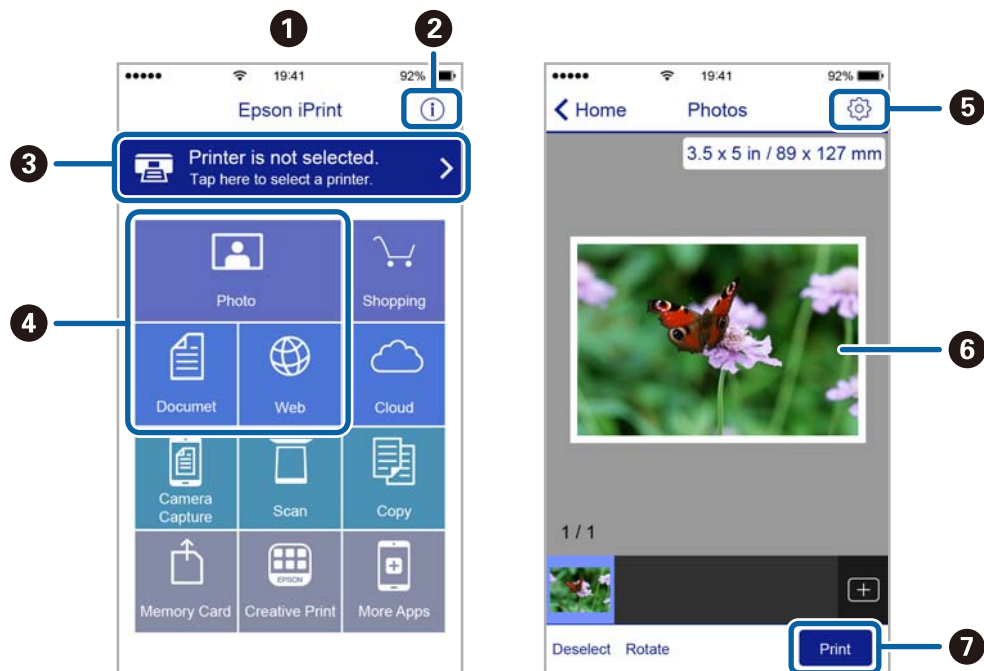 1
2
19:41 92%
Epson iPrint
3
Printer is not selected.
Tap here to select a printer.
4
Photo Shopping
Documet Web Cloud
Camera
Capture Scan Copy
EPSON
Memory Card Creative Print More Apps
19:41 92%
Home Photos
5
3.5 x 5 in / 89 x 127 mm
6
1 / 1
Deselect Rotate Print
7